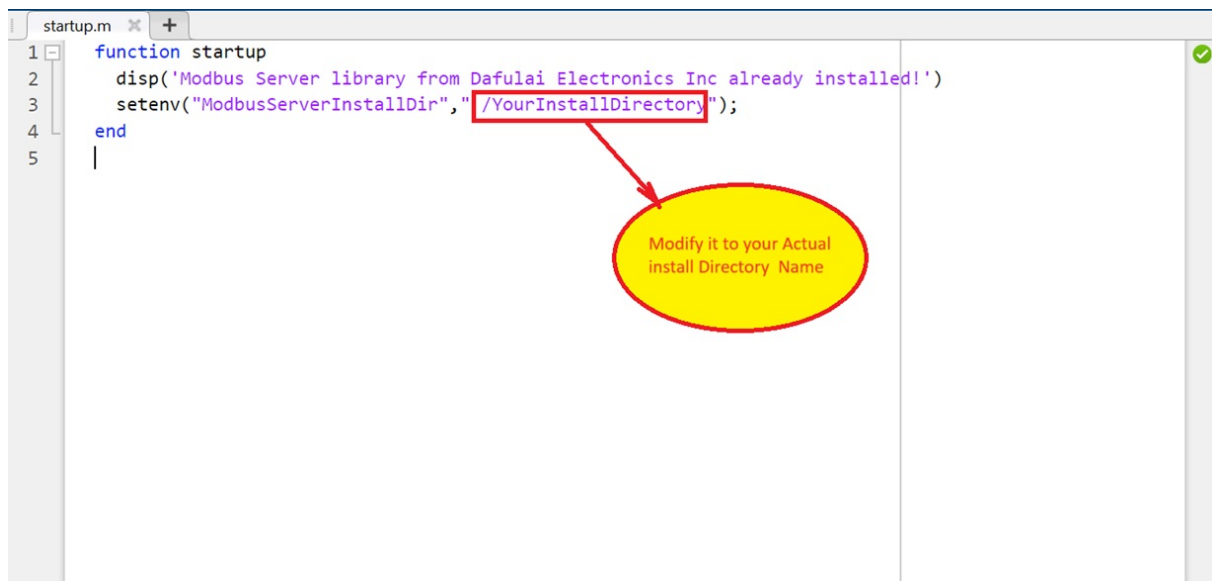 startup.m
1 function startup
2 disp('Modbus Server library from Dafulai Electronics Inc already installed!')
3 setenv("ModbusServerInstallDir"," /YourInstallDirectory");
4 end
5
Modify it to your Actual
install Directory Name